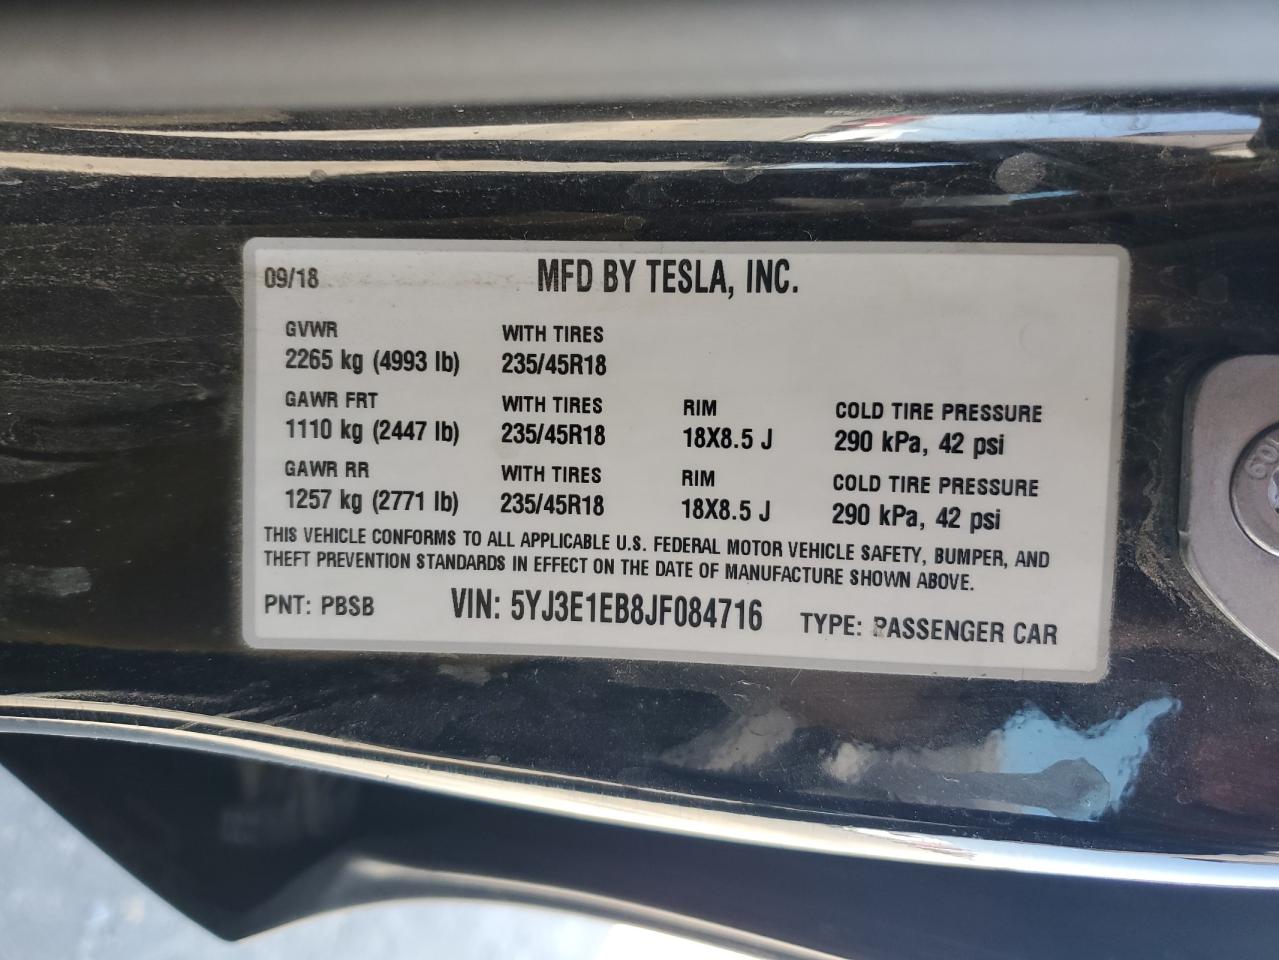 09/18 MFD BY TESLA, INC.
GVWR WITH TIRES
2265 kg (4993 lb) 235/45R18
GAWR FRT WITH TIRES RIM COLD TIRE PRESSURE
1110 kg (2447 lb) 235/45R18 18X8.5 J 290 kPa, 42 psi
GAWR RR WITH TIRES RIM COLD TIRE PRESSURE
1257 kg (2771 lb) 235/45R18 18X8.5 J 290 kPa, 42 psi
THIS VEHICLE CONFORMS TO ALL APPLICABLE U.S. FEDERAL MOTOR VEHICLE SAFETY, BUMPER, AND
THEFT PREVENTION STANDARDS IN EFFECT ON THE DATE OF MANUFACTURE SHOWN ABOVE.
PNT: PBSB VIN: 5YJ3E1EB8JF084716 TYPE: PASSENGER CAR